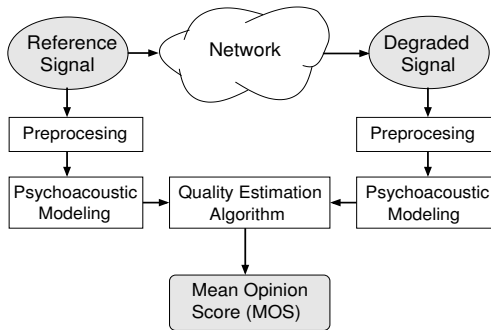 Reference
Signal
Network
Degraded
Signal
Preprocesing
Preprocesing
Psychoacoustic
Modeling
Quality Estimation
Algorithm
Psychoacoustic
Modeling
Mean Opinion
Score (MOS)